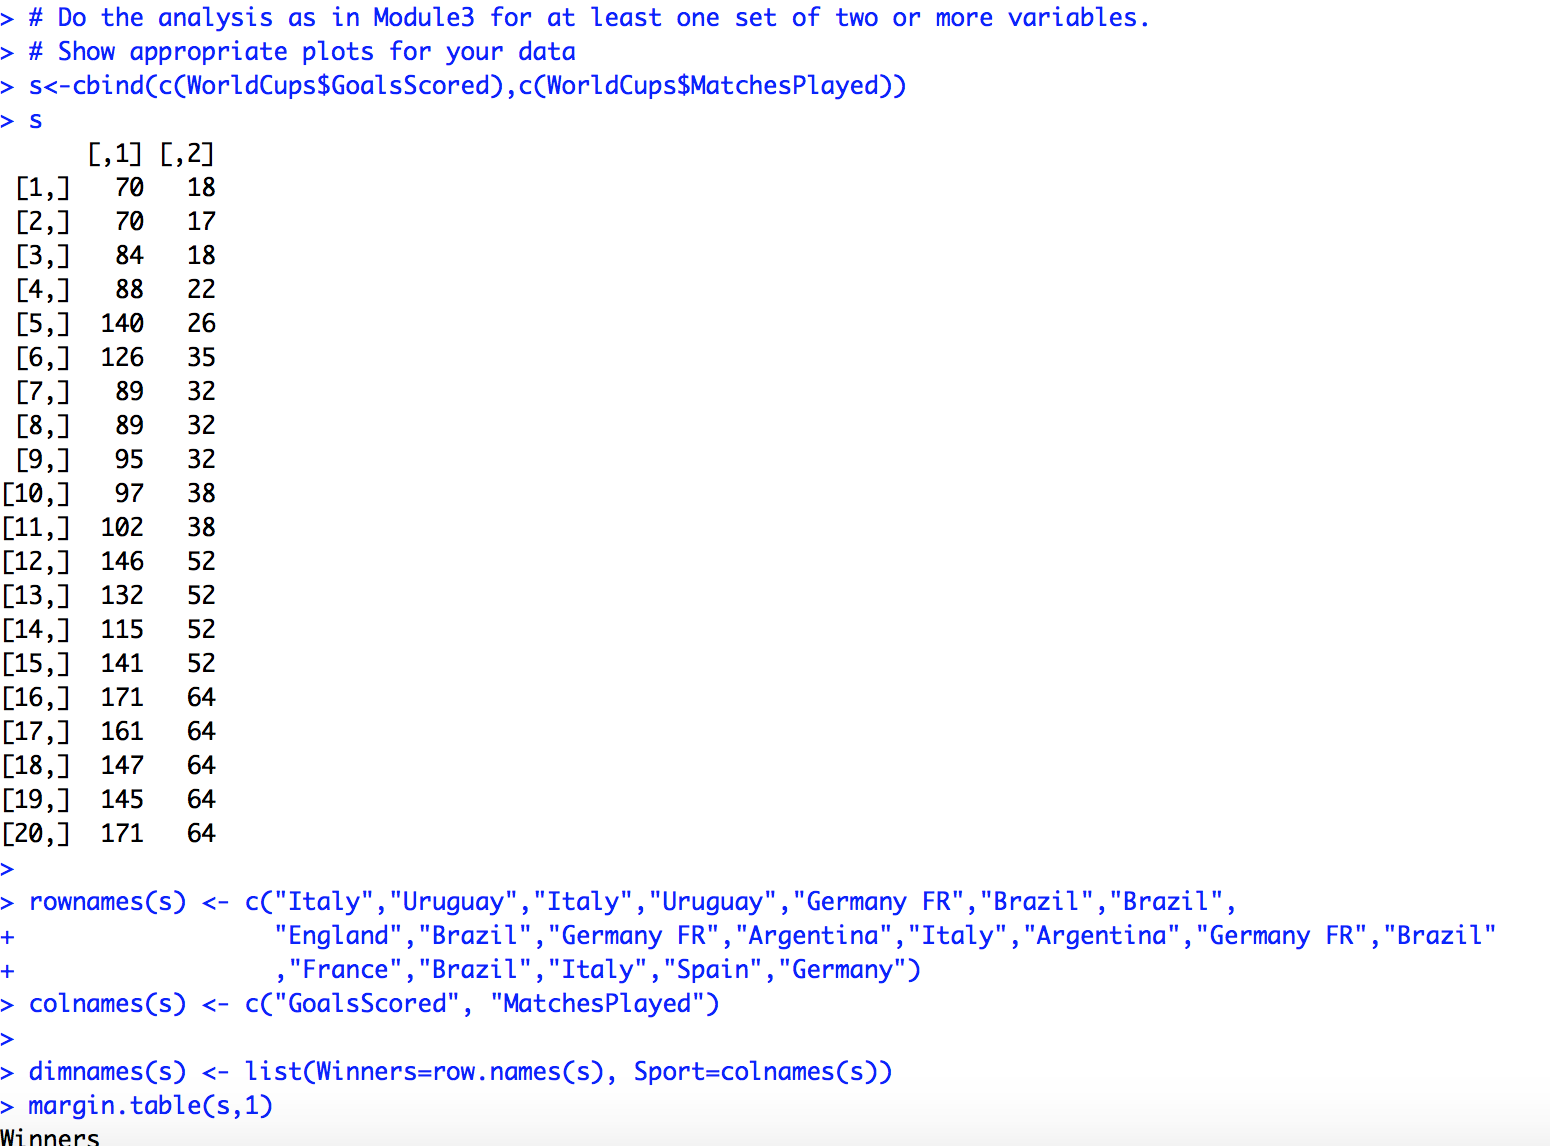 > # Do the analysis as in Module3 for at least one set of two or more variables.
> # Show appropriate plots for your data
> s<-cbind(c(WorldCups$GoalsScored),c(WorldCups$MatchesPlayed))
> s
      [,1] [,2]
 [1,]   70   18
 [2,]   70   17
 [3,]   84   18
 [4,]   88   22
 [5,]  140   26
 [6,]  126   35
 [7,]   89   32
 [8,]   89   32
 [9,]   95   32
[10,]   97   38
[11,]  102   38
[12,]  146   52
[13,]  132   52
[14,]  115   52
[15,]  141   52
[16,]  171   64
[17,]  161   64
[18,]  147   64
[19,]  145   64
[20,]  171   64
>
> rownames(s) <- c("Italy","Uruguay","Italy","Uruguay","Germany FR","Brazil","Brazil",
+                  "England","Brazil","Germany FR","Argentina","Italy","Argentina","Germany FR","Brazil"
+                  ,"France","Brazil","Italy","Spain","Germany")
> colnames(s) <- c("GoalsScored", "MatchesPlayed")
>
> dimnames(s) <- list(Winners=row.names(s), Sport=colnames(s))
> margin.table(s,1)
Winners